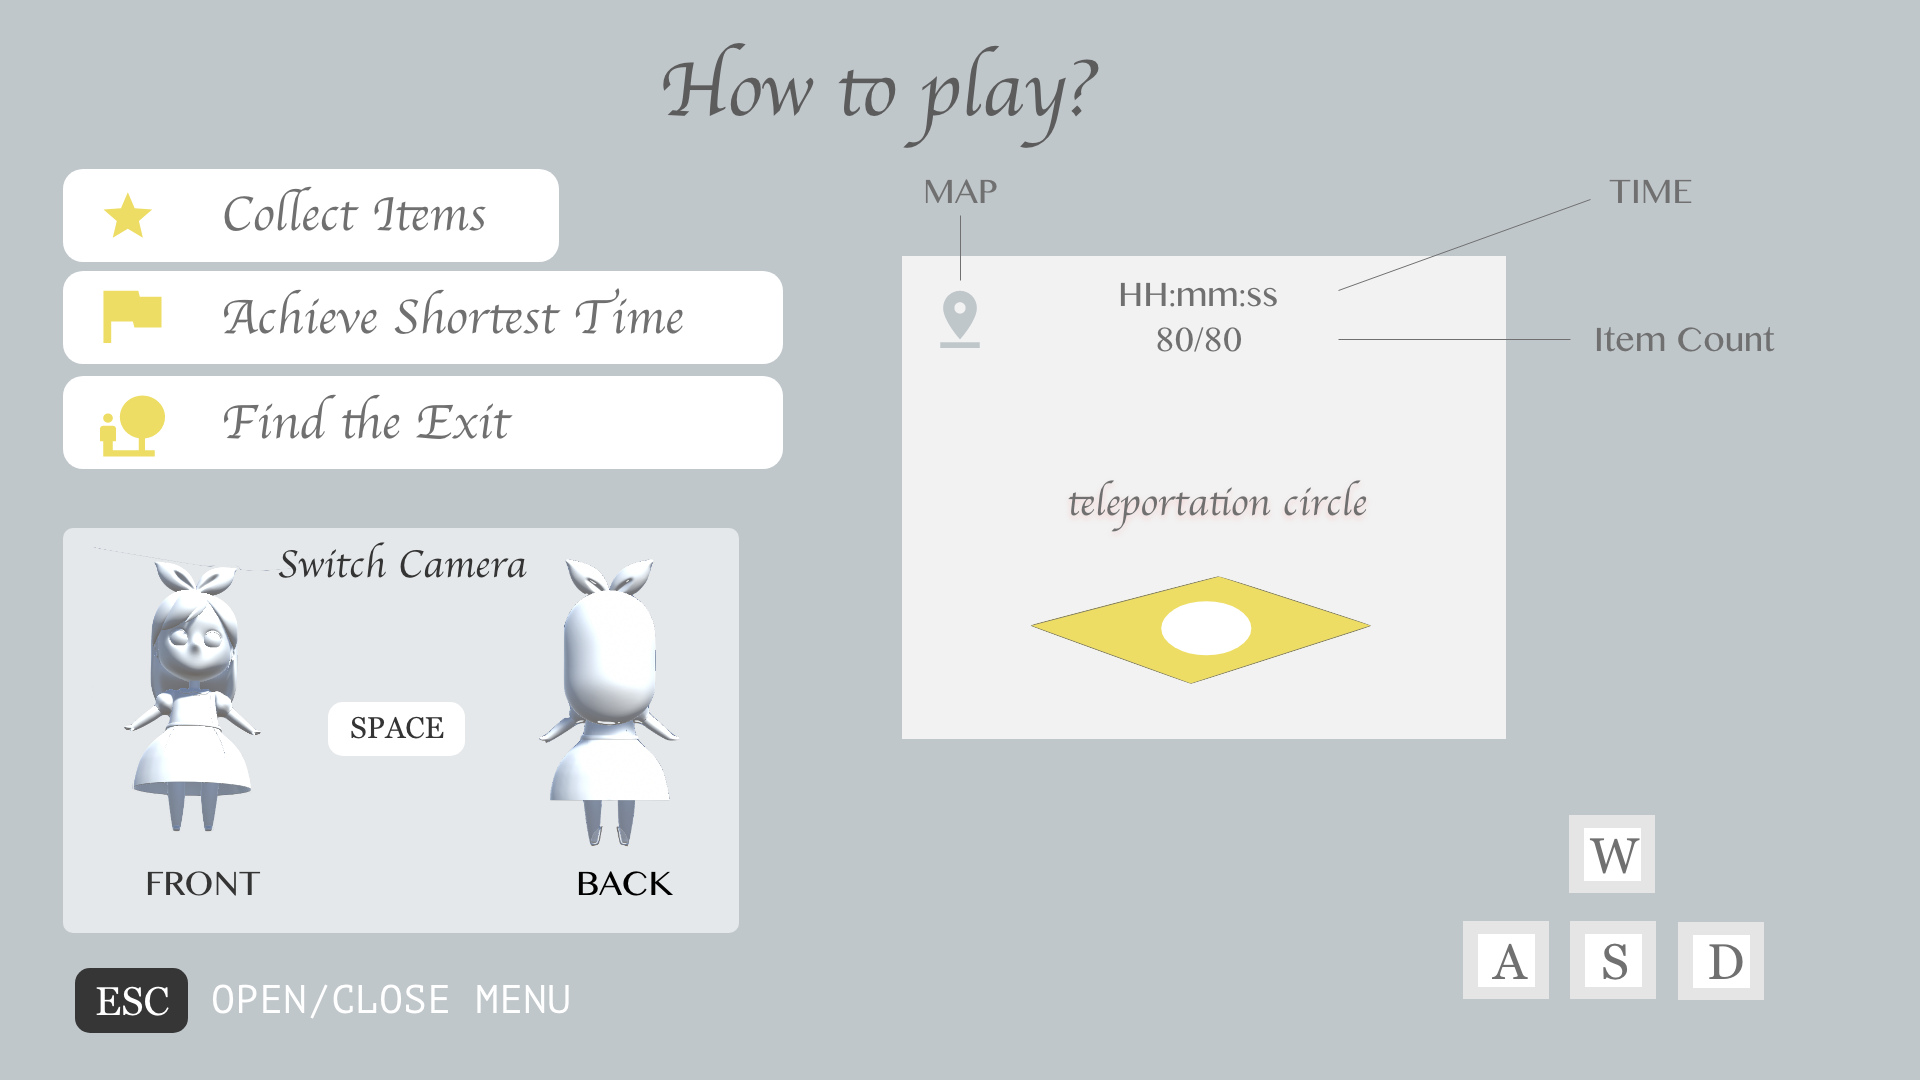 How to play?
Collect Items
Achieve Shortest Time
Find the Exit
MAP
TIME
HH:mm:ss
80/80
Item Count
teleportation circle
Switch Camera
SPACE
FRONT
BACK
W
A
S
D
ESC
OPEN/CLOSE MENU